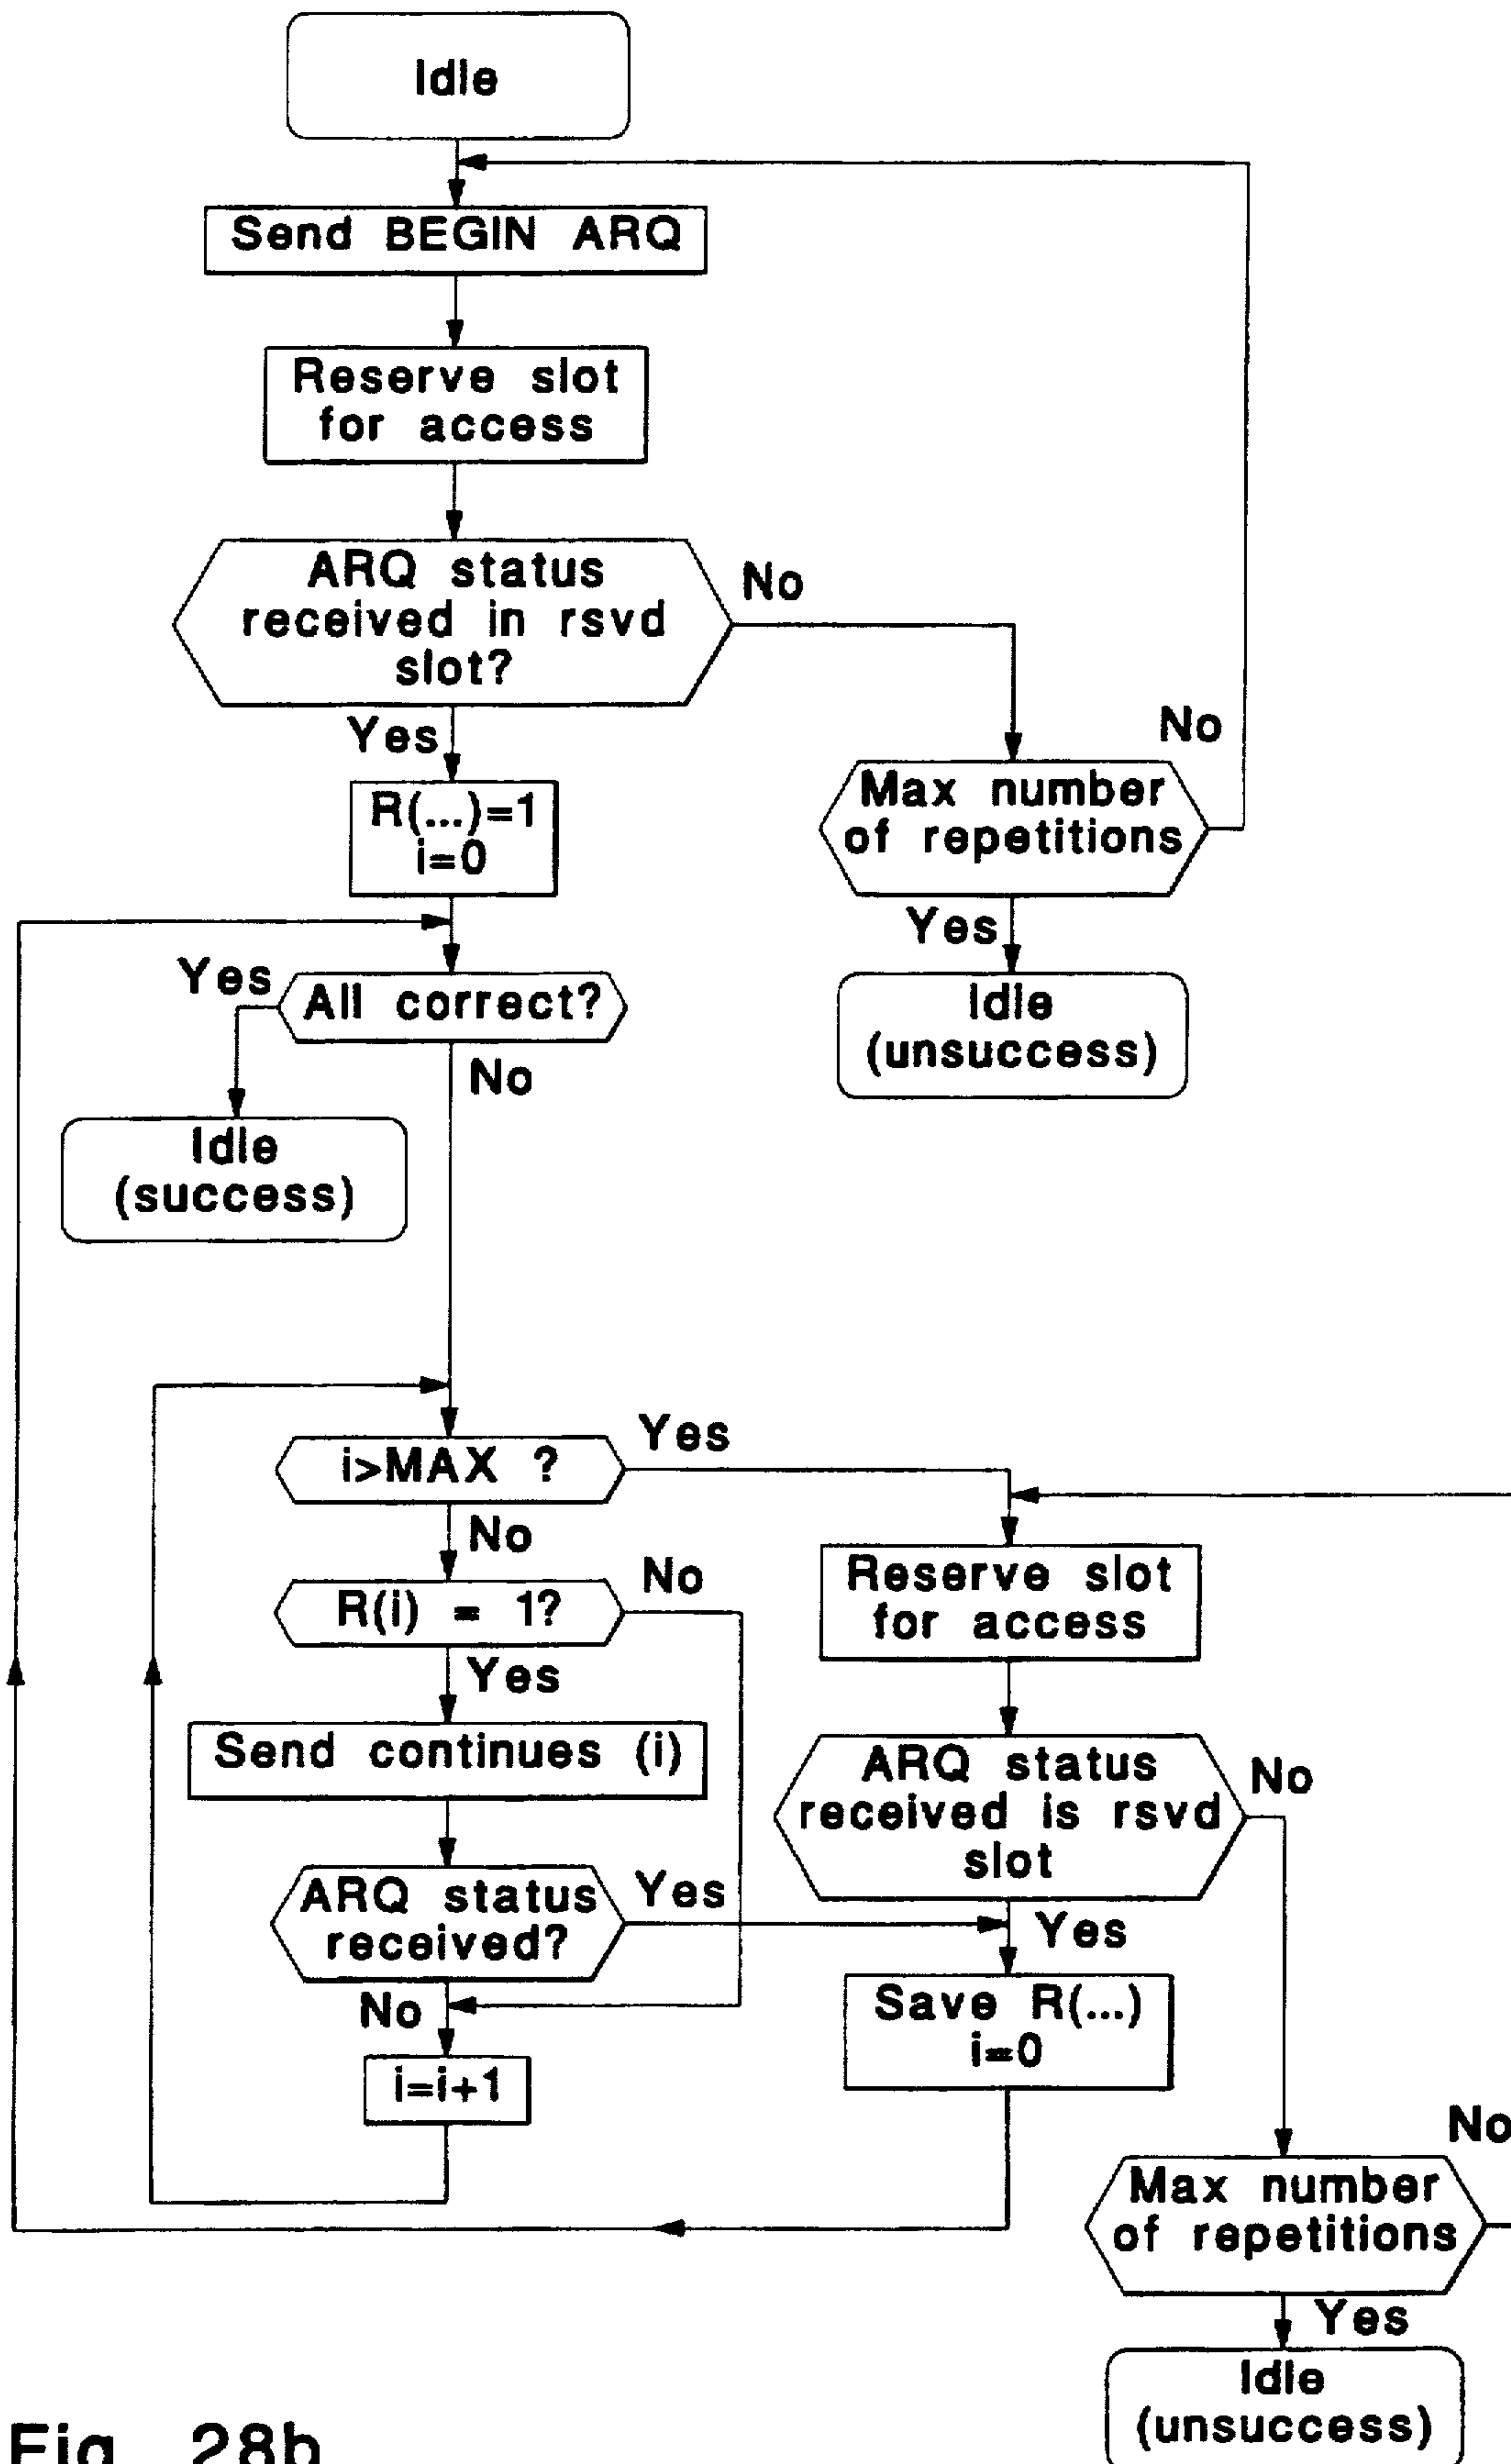 Idle
Send BEGIN ARQ
Reserve slot
for access
ARQ status
received in rsvd
slot?
No
Yes
R(...)=1
i=0
No
Max number
of repetitions
Yes
Idle
(unsuccess)
Yes
All correct?
No
Idle
(success)
i>MAX ?
Yes
No
R(i) = 1?
No
Yes
Send continues (i)
ARQ status
received?
Yes
No
i=i+1
Reserve slot
for access
ARQ status
received is rsvd
slot
No
Yes
Save R(...)
i=0
Max number
of repetitions
No
Yes
Idle
(unsuccess)
Fig. 28b